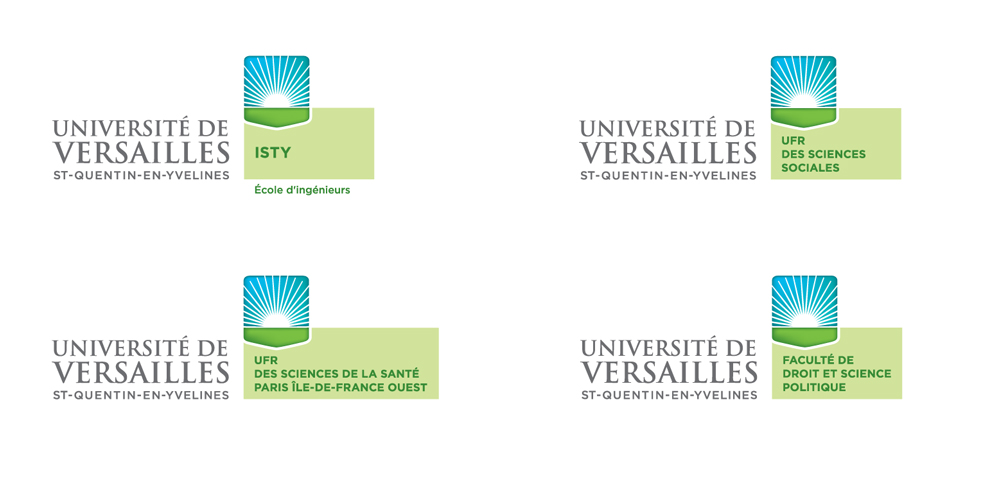 UNIVERSITÉ DE
VERSAILLES
ST-QUENTIN-EN-YVELINES
ISTY
École d'ingénieurs
UNIVERSITÉ DE
VERSAILLES
ST-QUENTIN-EN-YVELINES
UFR
DES SCIENCES
SOCIALES
UNIVERSITÉ DE
VERSAILLES
ST-QUENTIN-EN-YVELINES
UFR
DES SCIENCES DE LA SANTÉ
PARIS ÎLE-DE-FRANCE OUEST
UNIVERSITÉ DE
VERSAILLES
ST-QUENTIN-EN-YVELINES
FACULTÉ DE
DROIT ET SCIENCE
POLITIQUE